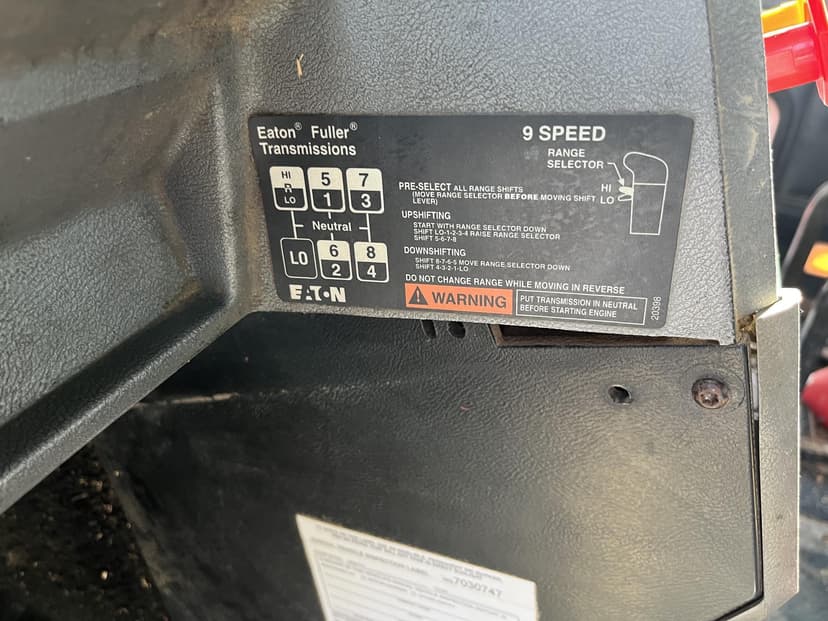 Eaton® Fuller®
Transmissions
9 SPEED
RANGE
SELECTOR
HI
LO
HI
R
LO
5
1
7
3
Neutral
LO
6
2
8
4
EATON
PRE-SELECT ALL RANGE SHIFTS
(MOVE RANGE SELECTOR BEFORE MOVING SHIFT
LEVER)
UPSHIFTING
START WITH RANGE SELECTOR DOWN
SHIFT LO-1-2-3-4 RAISE RANGE SELECTOR
SHIFT 5-6-7-8
DOWNSHIFTING
SHIFT 8-7-6-5 MOVE RANGE SELECTOR DOWN
SHIFT 4-3-2-1-LO
DO NOT CHANGE RANGE WHILE MOVING IN REVERSE
WARNING
PUT TRANSMISSION IN NEUTRAL
BEFORE STARTING ENGINE
20398
7030747